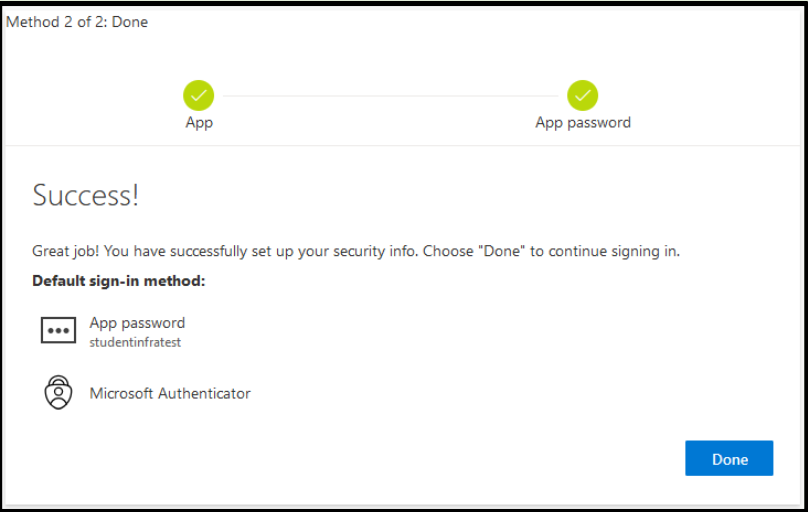 Method 2 of 2: Done
App
App password
Success!
Great job! You have successfully set up your security info. Choose "Done" to continue signing in.
Default sign-in method:
App password
studentinfratest
Microsoft Authenticator
Done